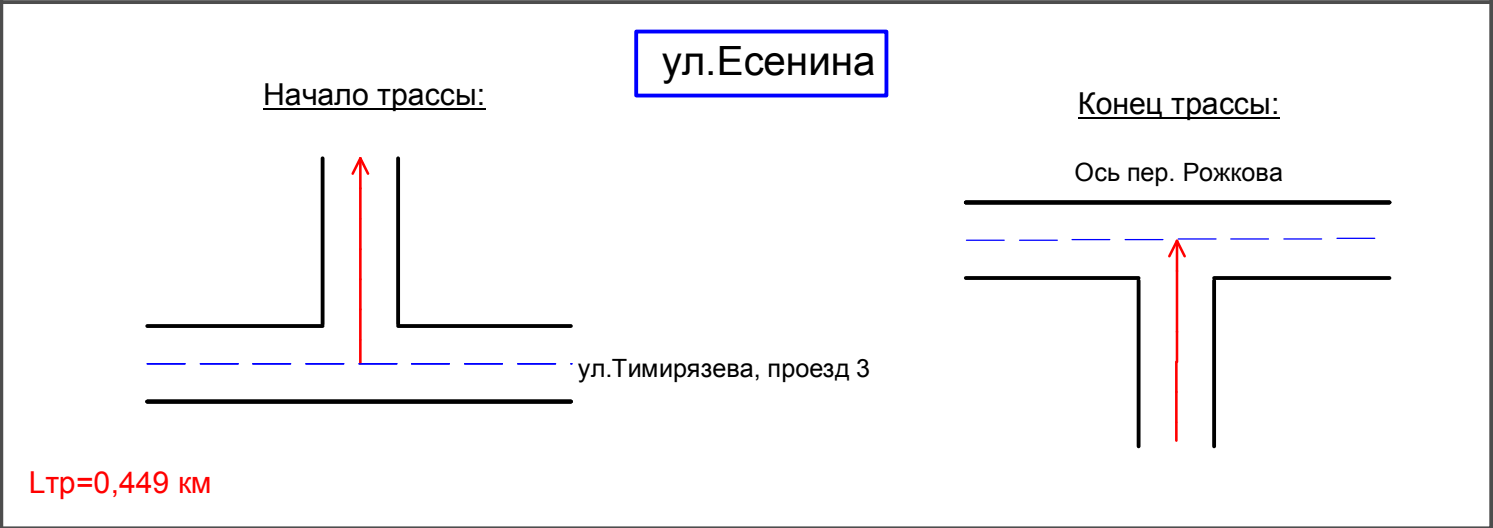 ул.Есенина
Начало трассы:
Конец трассы:
Ось пер. Рожкова
ул.Тимирязева, проезд 3
Lтр=0,449 км